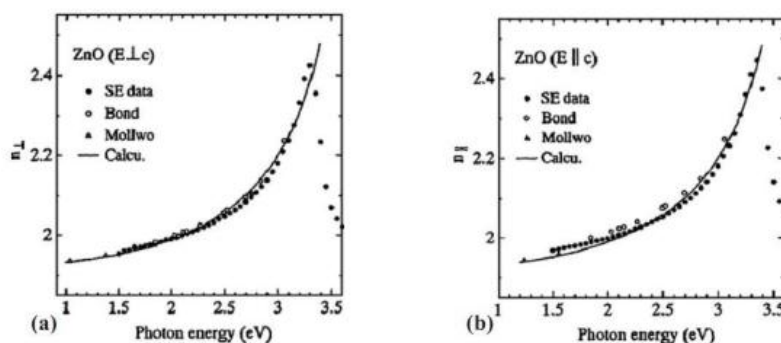 ZnO (E⊥c)
SE data
Bond
Mollwo
Calcu.
n⊥
2.4
2.2
2
1 1.5 2 2.5 3 3.5
(a) Photon energy (eV)
ZnO (E ∥ c)
SE data
Bond
Mollwo
Calcu.
n∥
2.4
2.2
2
1 1.5 2 2.5 3 3.5
(b) Photon energy (eV)